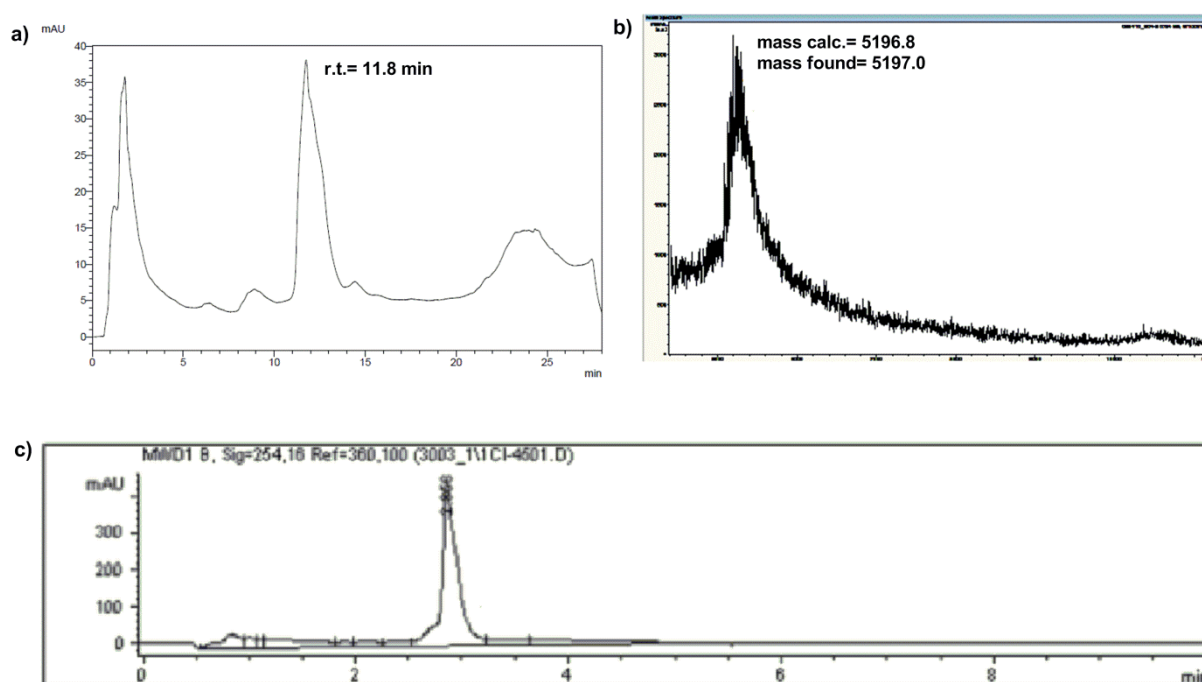 a)
mAU
40
35
30
25
20
15
10
5
0
r.t.= 11.8 min
0 5 10 15 20 25
min
b)
mass calc.= 5196.8
mass found= 5197.0
c)
MWD1 B, Sig=254,16 Ref=360,100 (3003_1\1CI-4501.D)
mAU
300
200
100
0
0 2 4 6 8 min